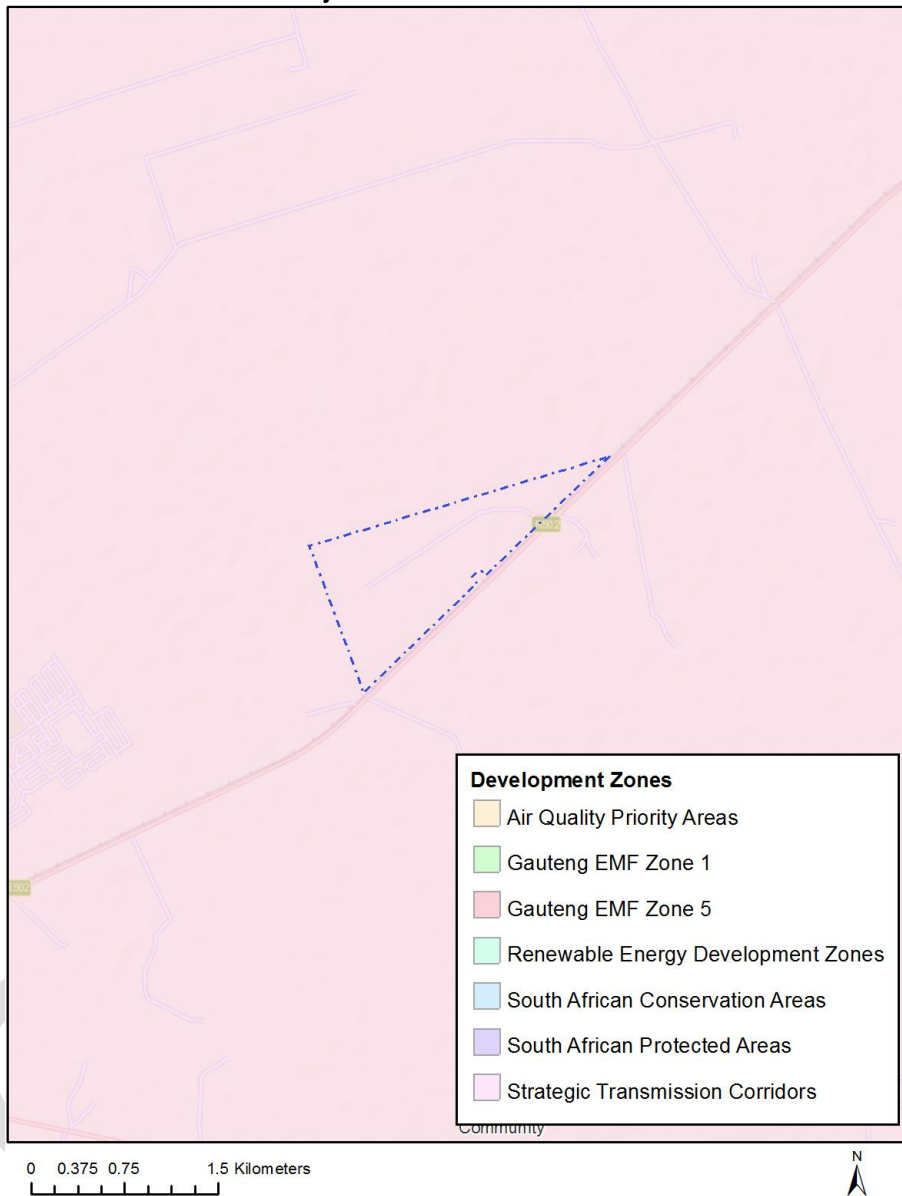 Development Zones
Air Quality Priority Areas
Gauteng EMF Zone 1
Gauteng EMF Zone 5
Renewable Energy Development Zones
South African Conservation Areas
South African Protected Areas
Strategic Transmission Corridors
Community
0 0.375 0.75 1.5 Kilometers
N